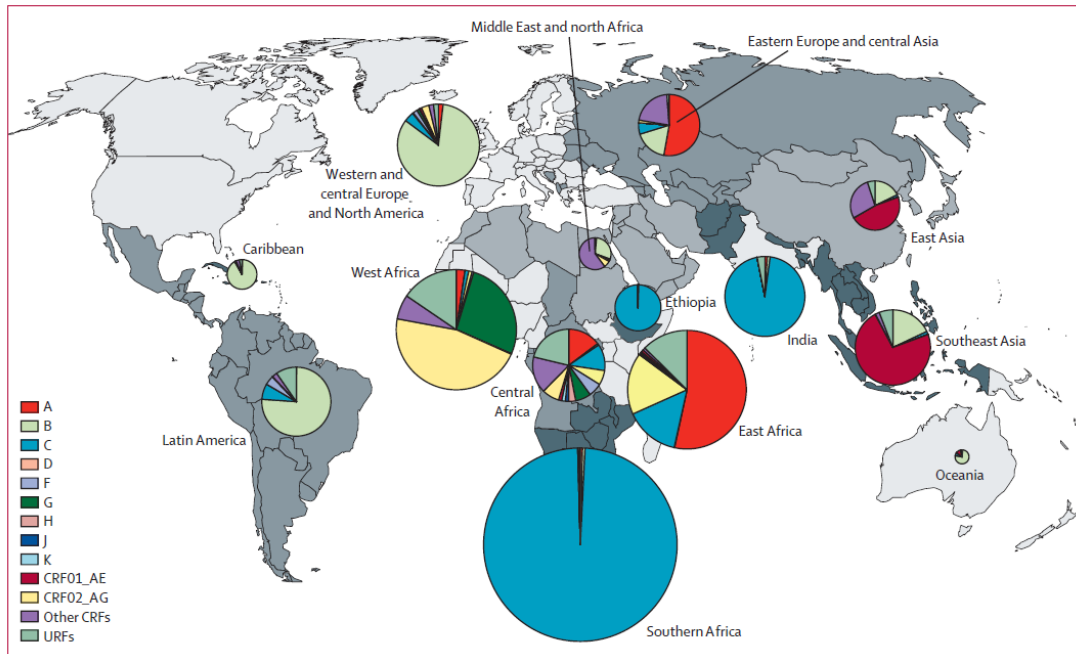 Middle East and north Africa
Eastern Europe and central Asia
Western and
central Europe
and North America
East Asia
Caribbean
West Africa
Ethiopia
India
Southeast Asia
Central
Africa
Latin America
East Africa
Oceania
Southern Africa
A
B
C
D
F
G
H
J
K
CRF01_AE
CRF02_AG
Other CRFs
URFs